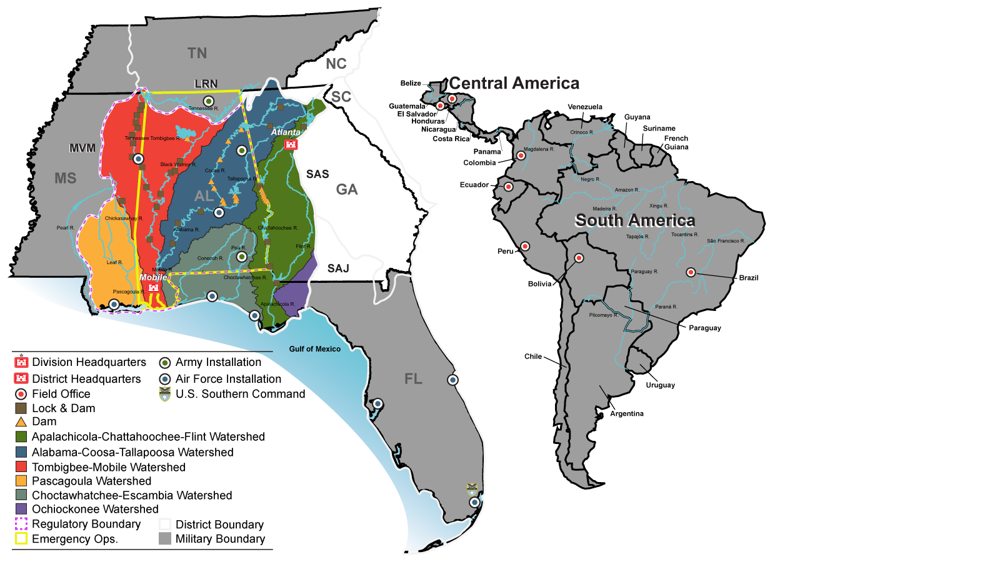 TN
NC
LRN
SC
Tennessee R.
Atlanta
Tennessee Tombigbee R.
MVM
MS
Black Warrior R.
Coosa R.
Tallapoosa R.
SAS
GA
AL
Chickasawhay R.
Pearl R.
Alabama R.
Chattahoochee R.
Flint R.
Pea R.
Conecuh R.
Leaf R.
Mobile R.
Mobile
Choctawhatchee R.
SAJ
Pascagoula R.
Apalachicola R.
Gulf of Mexico
FL
Division Headquarters
District Headquarters
Field Office
Lock & Dam
Dam
Apalachicola-Chattahoochee-Flint Watershed
Alabama-Coosa-Tallapoosa Watershed
Tombigbee-Mobile Watershed
Pascagoula Watershed
Choctawhatchee-Escambia Watershed
Ochiockonee Watershed
Regulatory Boundary
Emergency Ops.
Army Installation
Air Force Installation
U.S. Southern Command
District Boundary
Military Boundary
Central America
Belize
Guatemala
El Salvador
Honduras
Nicaragua
Costa Rica
Panama
Venezuela
Guyana
Suriname
French
Guiana
Orinoco R.
Magdalena R.
Colombia
Ecuador
Negro R.
Amazon R.
Madeira R.
Xingu R.
South America
Tapajós R.
Tocantins R.
São Francisco R.
Peru
Bolivia
Paraguay R.
Brazil
Paraná R.
Pilcomayo R.
Paraguay
Chile
Uruguay
Argentina